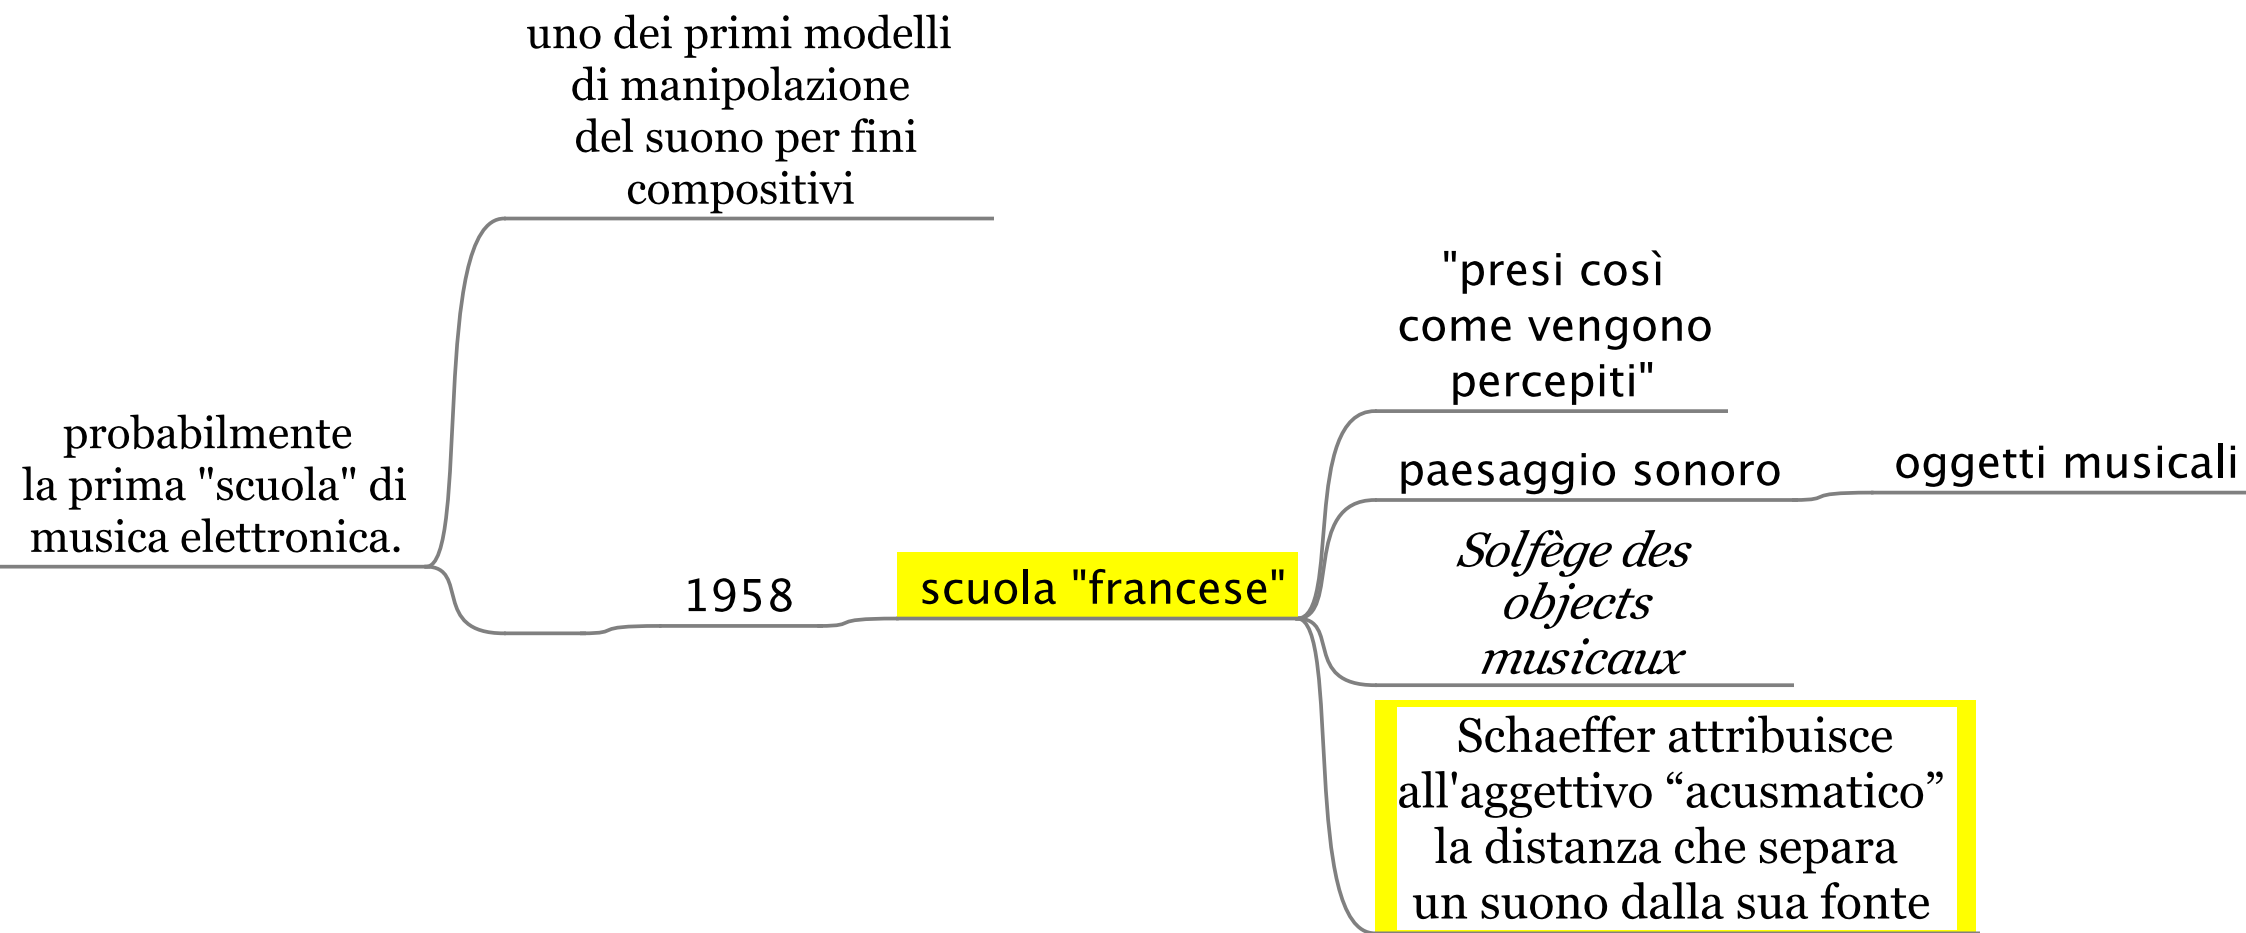 uno dei primi modelli
di manipolazione
del suono per fini
compositivi
probabilmente
la prima "scuola" di
musica elettronica.
1958
scuola "francese"
"presi così
come vengono
percepiti"
paesaggio sonoro
oggetti musicali
Solfège des
objects
musicaux
Schaeffer attribuisce
all'aggettivo “acusmatico”
la distanza che separa
un suono dalla sua fonte